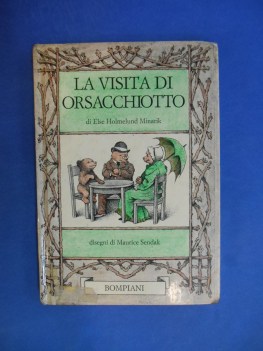 LA VISITA DI
ORSACCHIOTTO
di Else Holmelund Minarik
disegni di Maurice Sendak
BOMPIANI